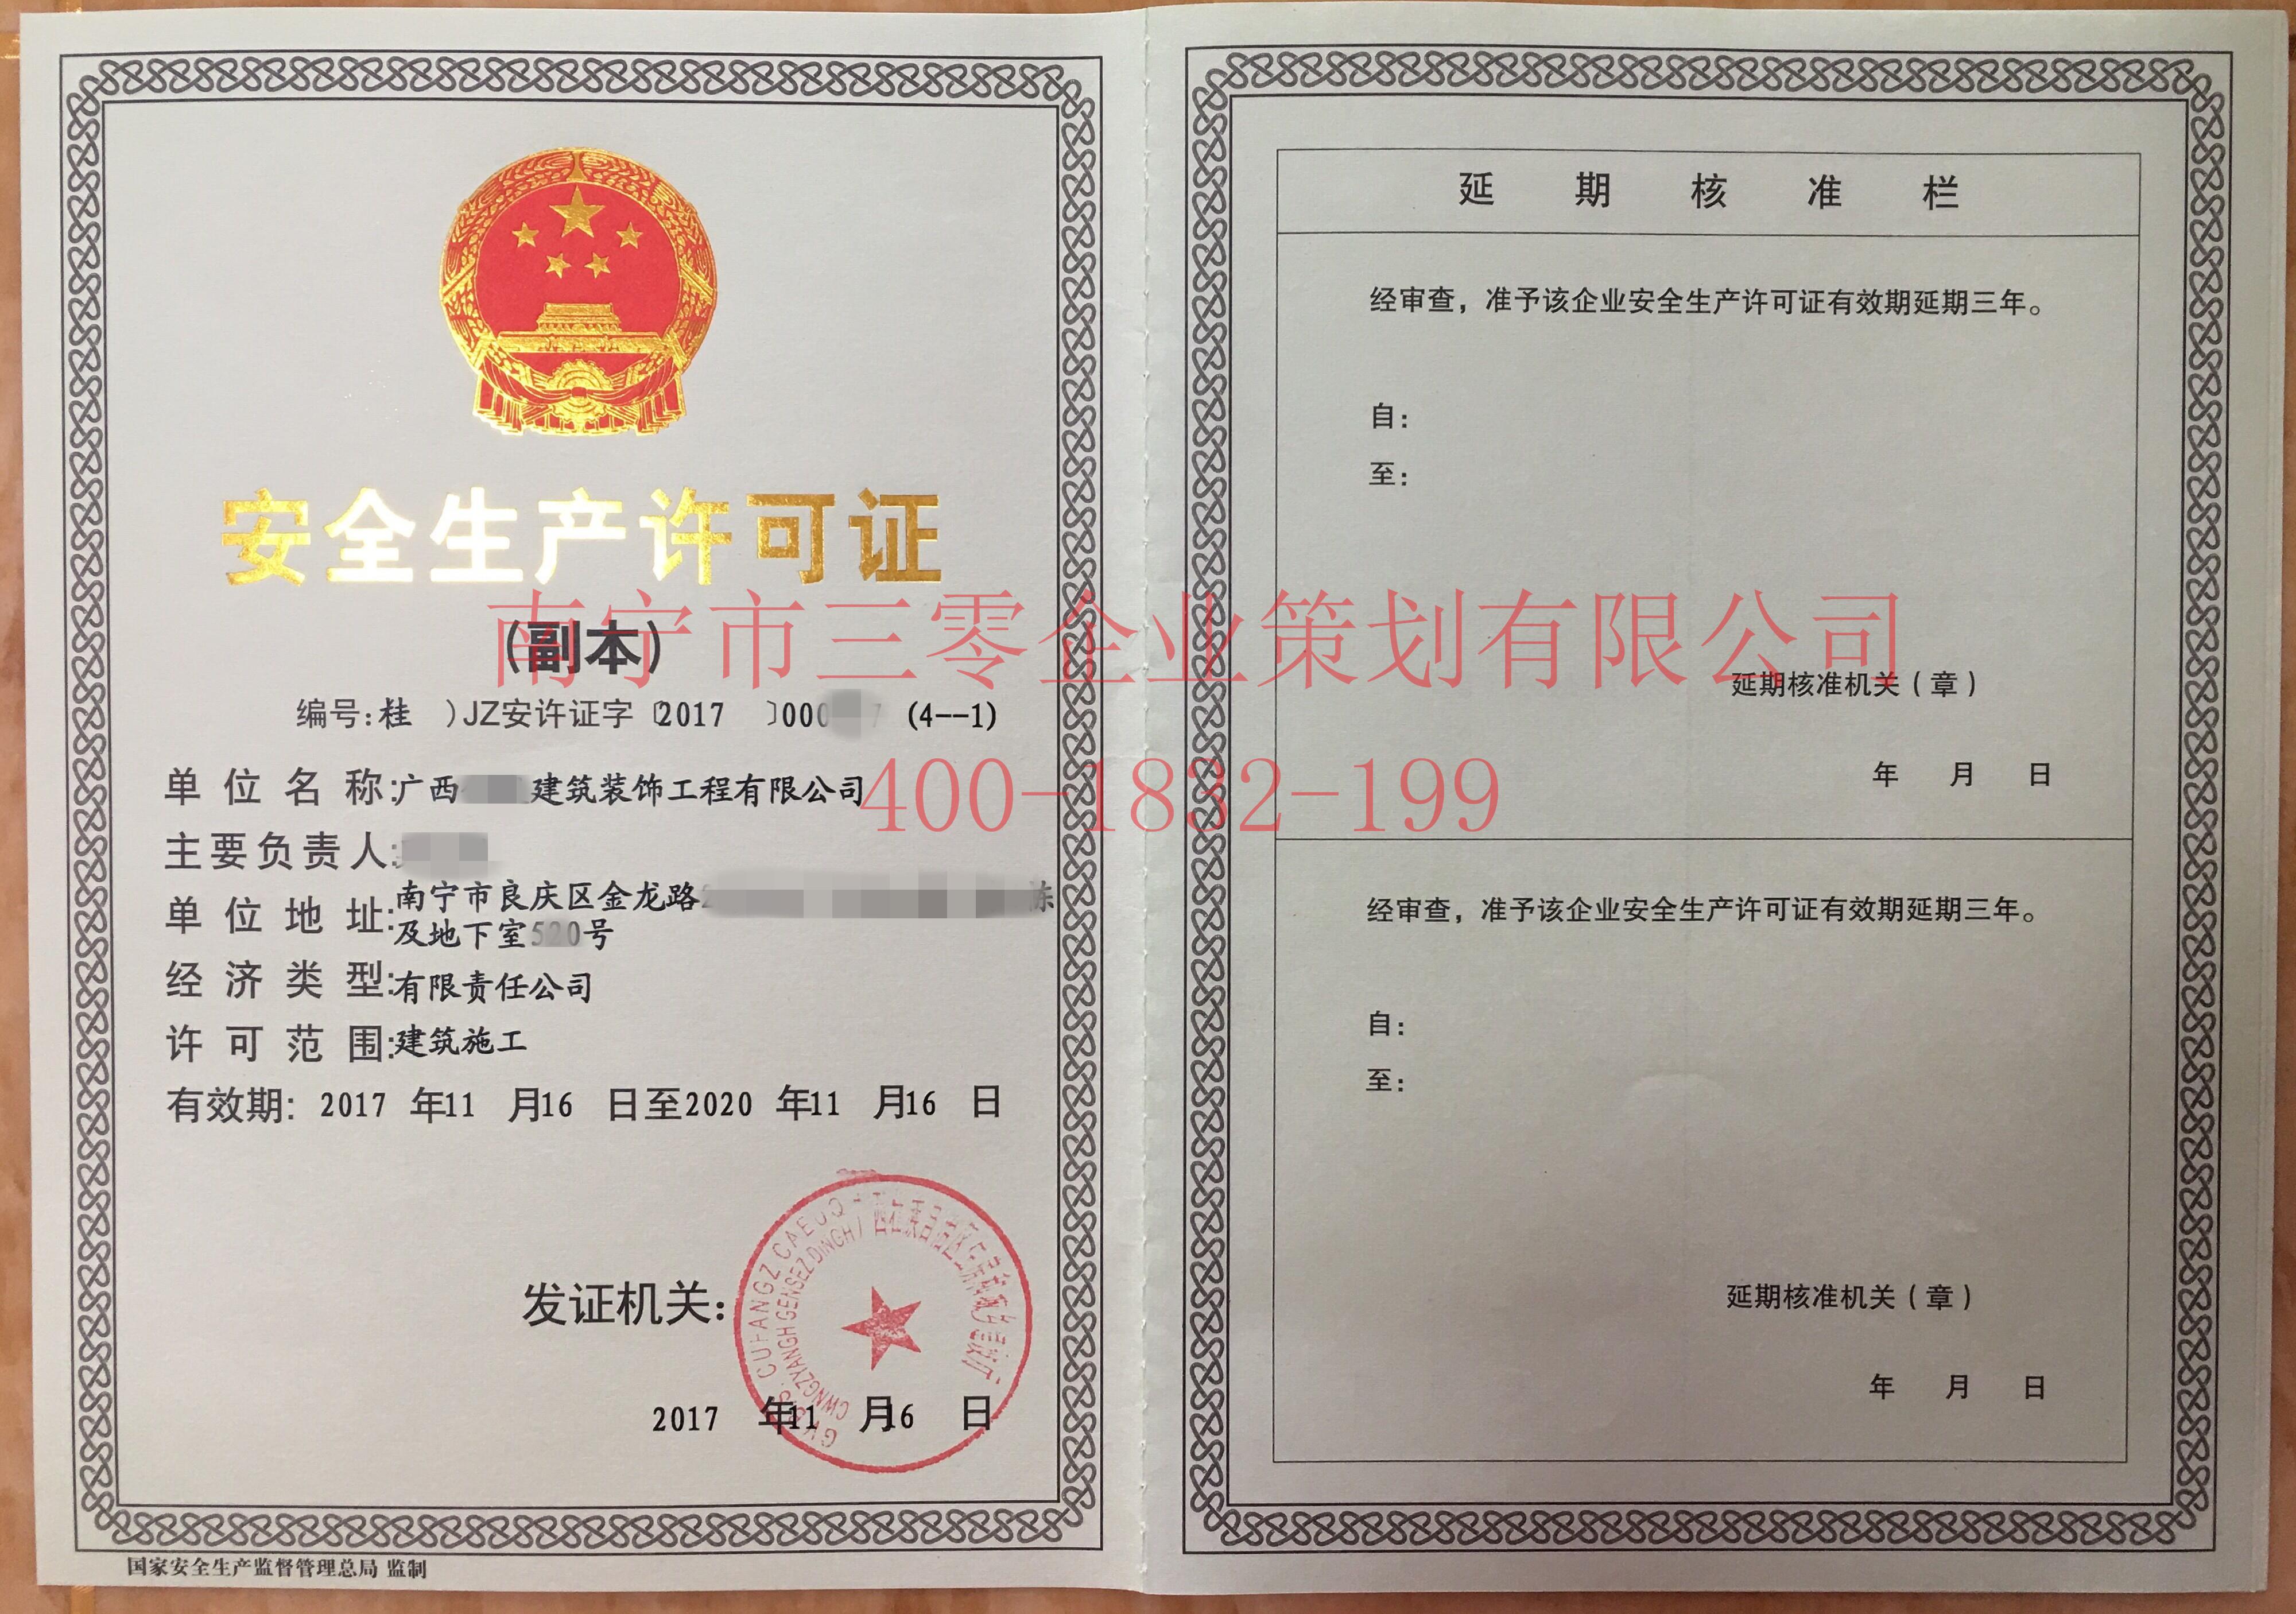 安全生产许可证
(副本)
编号:桂 )JZ安许证字〔2017 〕000 (4--1)
单位名称:广西 建筑装饰工程有限公司
主要负责人:
单位地址:南宁市良庆区金龙路 栋
及地下室520号
经济类型:有限责任公司
许可范围:建筑施工
有效期: 2017 年11 月16 日至2020 年11 月16 日
发证机关:
2017 年11 月16 日
国家安全生产监督管理总局 监制
延期核准栏
经审查，准予该企业安全生产许可证有效期延期三年。
自:
至:
延期核准机关(章)
年 月 日
经审查，准予该企业安全生产许可证有效期延期三年。
自:
至:
延期核准机关(章)
年 月 日
南宁市三零企业策划有限公司
400-1832-199